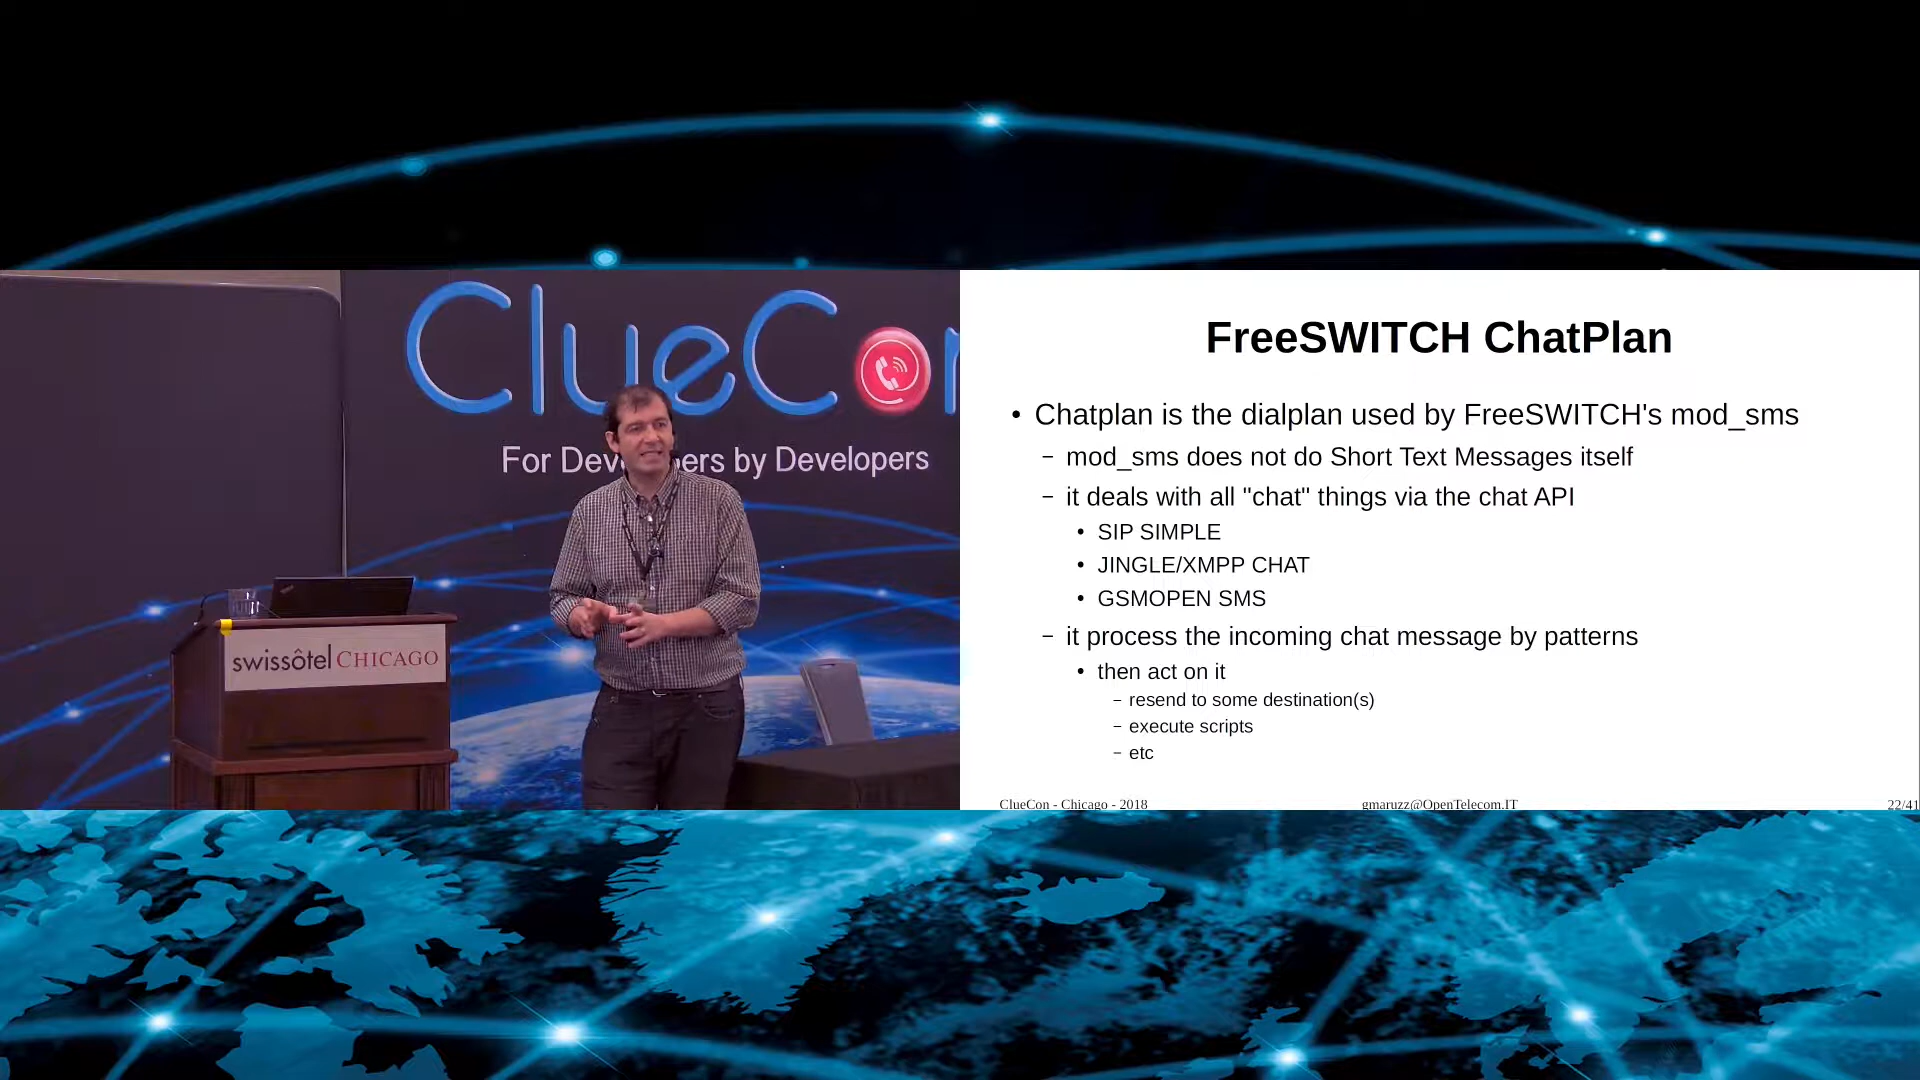 ClueCon
For Developers by Developers
swissôtel CHICAGO
FreeSWITCH ChatPlan
• Chatplan is the dialplan used by FreeSWITCH's mod_sms
– mod_sms does not do Short Text Messages itself
– it deals with all "chat" things via the chat API
• SIP SIMPLE
• JINGLE/XMPP CHAT
• GSMOPEN SMS
– it process the incoming chat message by patterns
• then act on it
– resend to some destination(s)
– execute scripts
– etc
ClueCon - Chicago - 2018
gmaruzz@OpenTelecom.IT
22/41